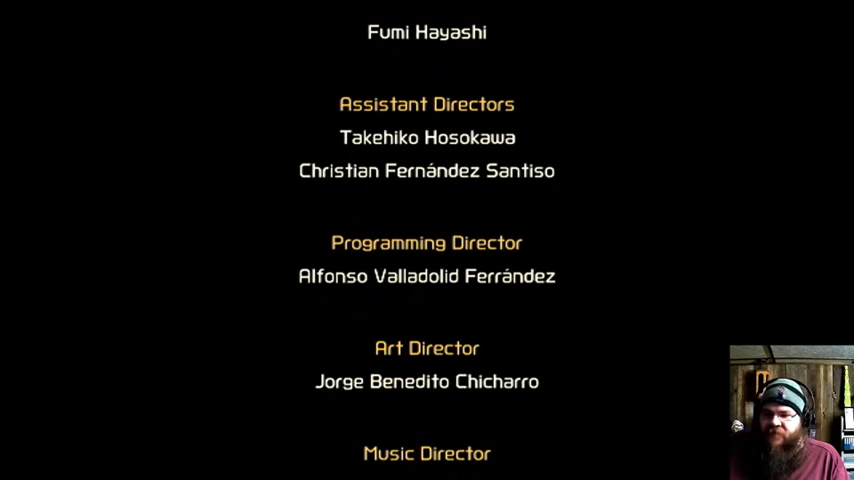 Fumi Hayashi
Assistant Directors
Takehiko Hosokawa
Christian Fernández Santiso
Programming Director
Alfonso Valladolid Ferrández
Art Director
Jorge Benedito Chicharro
Music Director